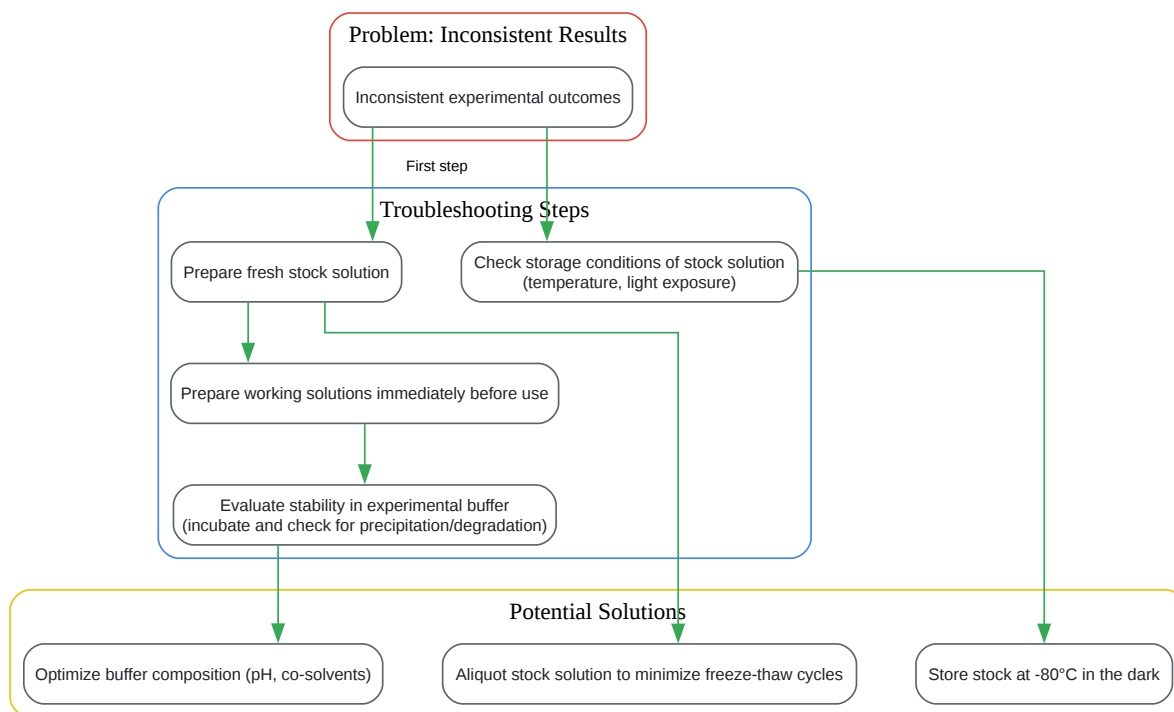 Problem: Inconsistent Results
Inconsistent experimental outcomes
First step
Troubleshooting Steps
Prepare fresh stock solution
Check storage conditions of stock solution
(temperature, light exposure)
Prepare working solutions immediately before use
Evaluate stability in experimental buffer
(incubate and check for precipitation/degradation)
Potential Solutions
Optimize buffer composition (pH, co-solvents)
Aliquot stock solution to minimize freeze-thaw cycles
Store stock at -80°C in the dark